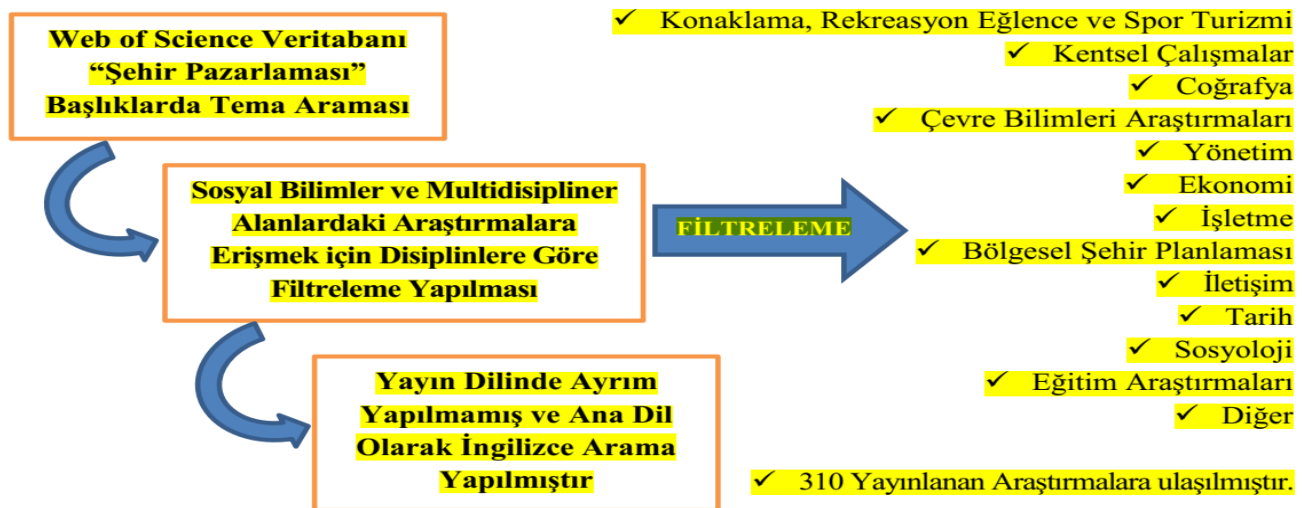 Web of Science Veritabanı
“Şehir Pazarlaması”
Başlıklarda Tema Araması
Sosyal Bilimler ve Multidisipliner
Alanlardaki Araştırmalara
Erişmek için Disiplinlere Göre
Filtreleme Yapılması
Yayın Dilinde Ayrım
Yapılmamış ve Ana Dil
Olarak İngilizce Arama
Yapılmıştır
FİLTRELEME
✓ Konaklama, Rekreasyon Eğlence ve Spor Turizmi
✓ Kentsel Çalışmalar
✓ Coğrafya
✓ Çevre Bilimleri Araştırmaları
✓ Yönetim
✓ Ekonomi
✓ İşletme
✓ Bölgesel Şehir Planlaması
✓ İletişim
✓ Tarih
✓ Sosyoloji
✓ Eğitim Araştırmaları
✓ Diğer
✓ 310 Yayınlanan Araştırmalara ulaşılmıştır.